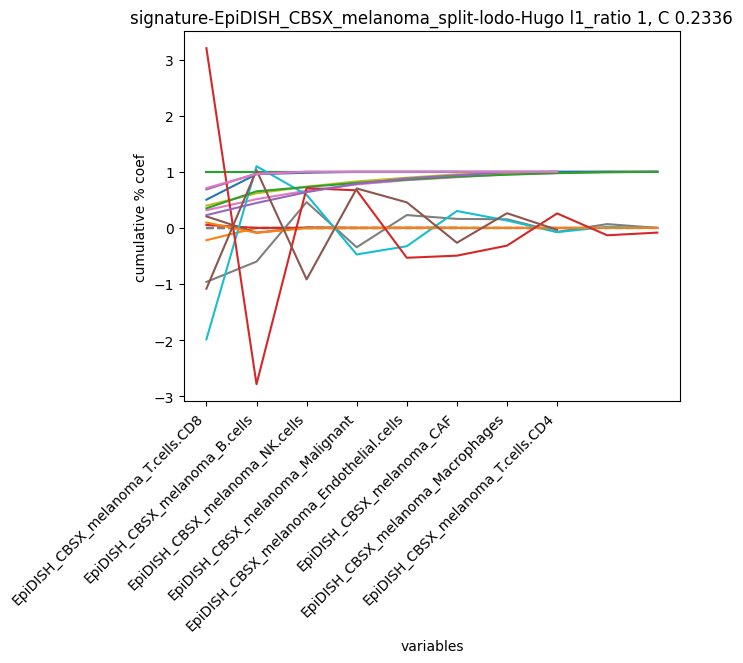 signature-EpiDISH_CBSX_melanoma_split-lodo-Hugo l1_ratio 1, C 0.2336
cumulative % coef
3
2
1
0
−1
−2
−3
EpiDISH_CBSX_melanoma_T.cells.CD8
EpiDISH_CBSX_melanoma_B.cells
EpiDISH_CBSX_melanoma_NK.cells
EpiDISH_CBSX_melanoma_Malignant
EpiDISH_CBSX_melanoma_Endothelial.cells
EpiDISH_CBSX_melanoma_CAF
EpiDISH_CBSX_melanoma_Macrophages
EpiDISH_CBSX_melanoma_T.cells.CD4
variables